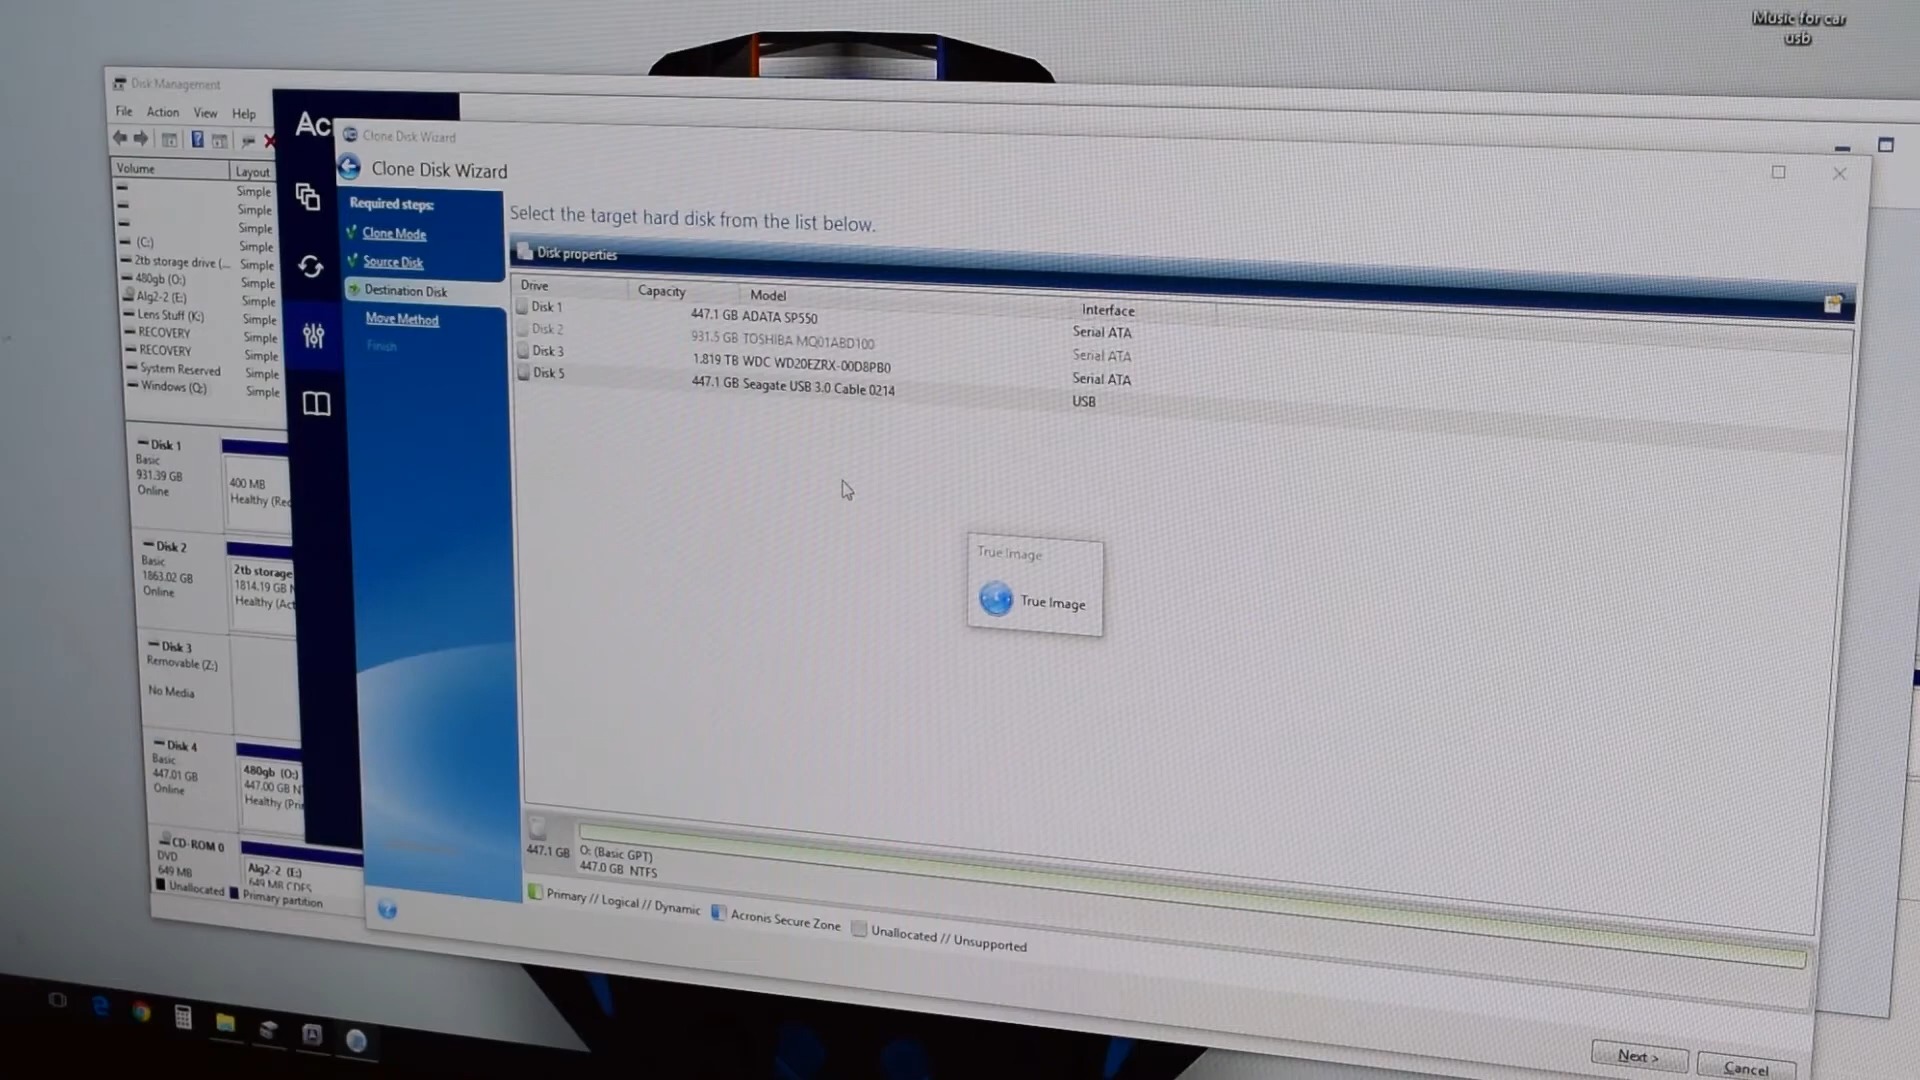 Music for car
usb
Disk Management
File Action View Help
Volume Layout
Simple
Simple
Simple
(C:) Simple
2tb storage drive (... Simple
480gb (O:) Simple
Alg2-2 (E:) Simple
Lens Stuff (K:) Simple
RECOVERY Simple
RECOVERY Simple
System Reserved Simple
Windows (Q:) Simple
Disk 1
Basic
931.39 GB
Online
400 MB
Healthy (Rec
Disk 2
Basic
1863.02 GB
Online
2tb storage
1814.19 GB N
Healthy (Act
Disk 3
Removable (Z:)
No Media
Disk 4
Basic
447.01 GB
Online
480gb (O:)
447.00 GB NT
Healthy (Pri
CD-ROM 0
DVD
649 MB
Alg2-2 (E:)
649 MB CDFS
Unallocated Primary partition
Ac
Clone Disk Wizard
Clone Disk Wizard
Required steps:
Clone Mode
Source Disk
Destination Disk
Move Method
Finish
Select the target hard disk from the list below.
Disk properties
Drive Capacity Model Interface
Disk 1 447.1 GB ADATA SP550 Serial ATA
Disk 2 931.5 GB TOSHIBA MQ01ABD100 Serial ATA
Disk 3 1.819 TB WDC WD20EZRX-00D8PB0 Serial ATA
Disk 5 447.1 GB Seagate USB 3.0 Cable 0214 USB
True Image
True Image
447.1 GB
O: (Basic GPT)
447.0 GB NTFS
Primary // Logical // Dynamic Acronis Secure Zone Unallocated // Unsupported
Next > Cancel